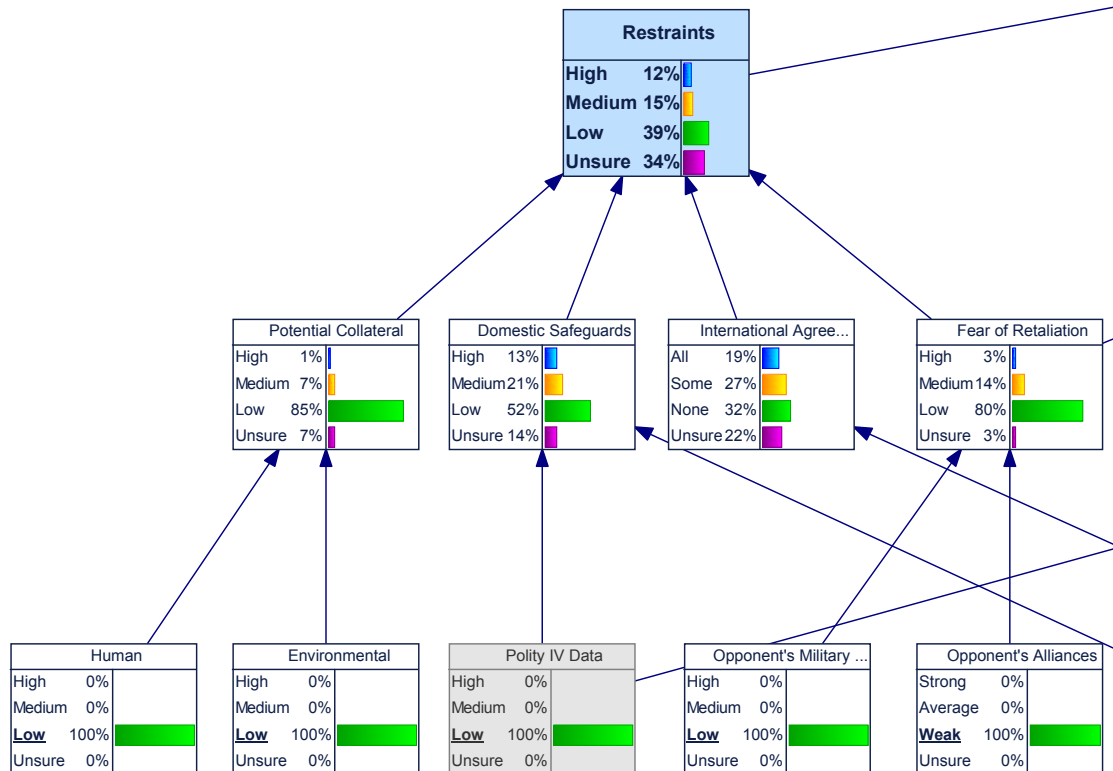 Restraints
High 12%
Medium 15%
Low 39%
Unsure 34%
Potential Collateral
High 1%
Medium 7%
Low 85%
Unsure 7%
Domestic Safeguards
High 13%
Medium 21%
Low 52%
Unsure 14%
International Agree...
All 19%
Some 27%
None 32%
Unsure 22%
Fear of Retaliation
High 3%
Medium 14%
Low 80%
Unsure 3%
Human
High 0%
Medium 0%
Low 100%
Unsure 0%
Environmental
High 0%
Medium 0%
Low 100%
Unsure 0%
Polity IV Data
High 0%
Medium 0%
Low 100%
Unsure 0%
Opponent's Military ...
High 0%
Medium 0%
Low 100%
Unsure 0%
Opponent's Alliances
Strong 0%
Average 0%
Weak 100%
Unsure 0%